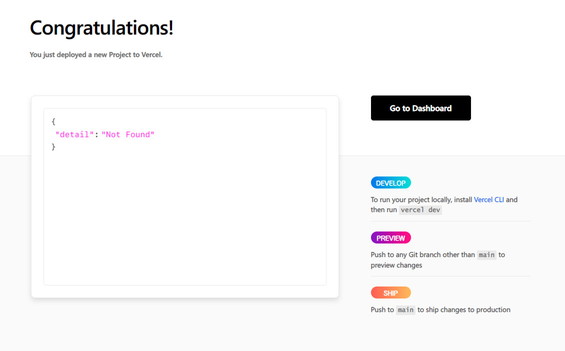 Congratulations!
You just deployed a new Project to Vercel.
{
"detail": "Not Found"
}
Go to Dashboard
DEVELOP
To run your project locally, install Vercel CLI and
then run vercel dev
PREVIEW
Push to any Git branch other than main to
preview changes
SHIP
Push to main to ship changes to production